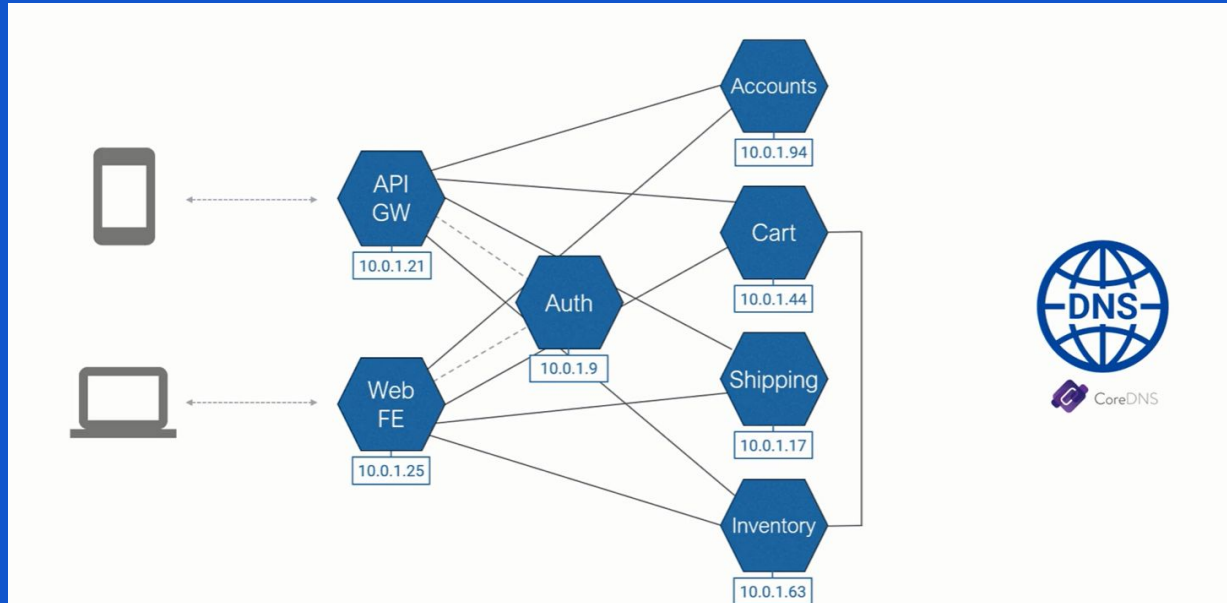 Accounts
10.0.1.94
API
GW
10.0.1.21
Cart
10.0.1.44
Auth
10.0.1.9
DNS
CoreDNS
Web
FE
10.0.1.25
Shipping
10.0.1.17
Inventory
10.0.1.63